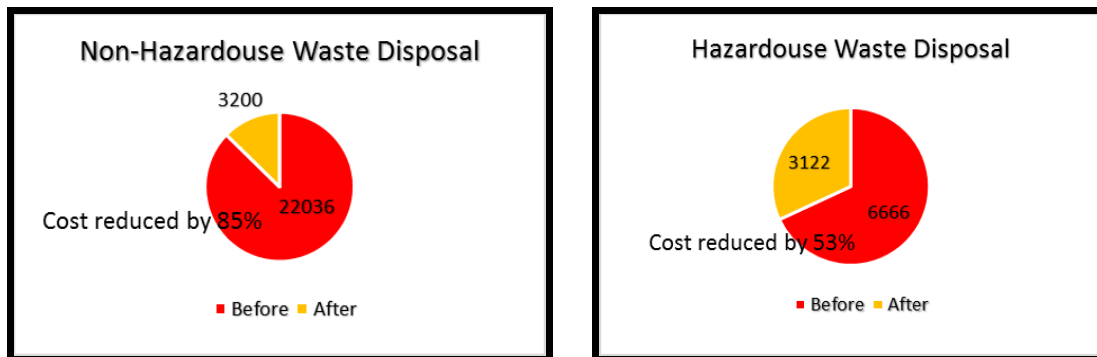 Non-Hazardouse Waste Disposal
3200
22036
Cost reduced by 85%
Before After
Hazardouse Waste Disposal
3122
6666
Cost reduced by 53%
Before After